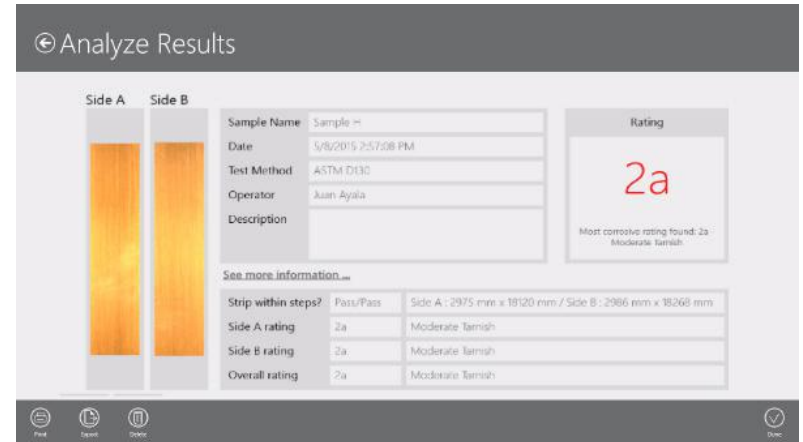 Analyze Results
Side A Side B
Sample Name Sample H
Date 5/8/2015 2:57:08 PM
Test Method ASTM D130
Operator Juan Ayala
Description
Rating
2a
Most corrosive rating found: 2a -
Moderate Tarnish
See more information ...
Strip within steps? Pass/Pass Side A : 2975 mm x 18120 mm / Side B : 2986 mm x 18268 mm
Side A rating 2a Moderate Tarnish
Side B rating 2a Moderate Tarnish
Overall rating 2a Moderate Tarnish
Print Export Delete Done